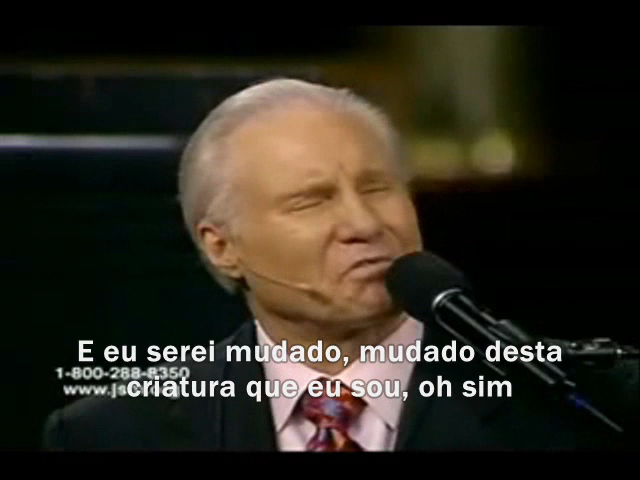 E eu serei mudado, mudado desta
1-800-288-8350
criatura que eu sou, oh sim